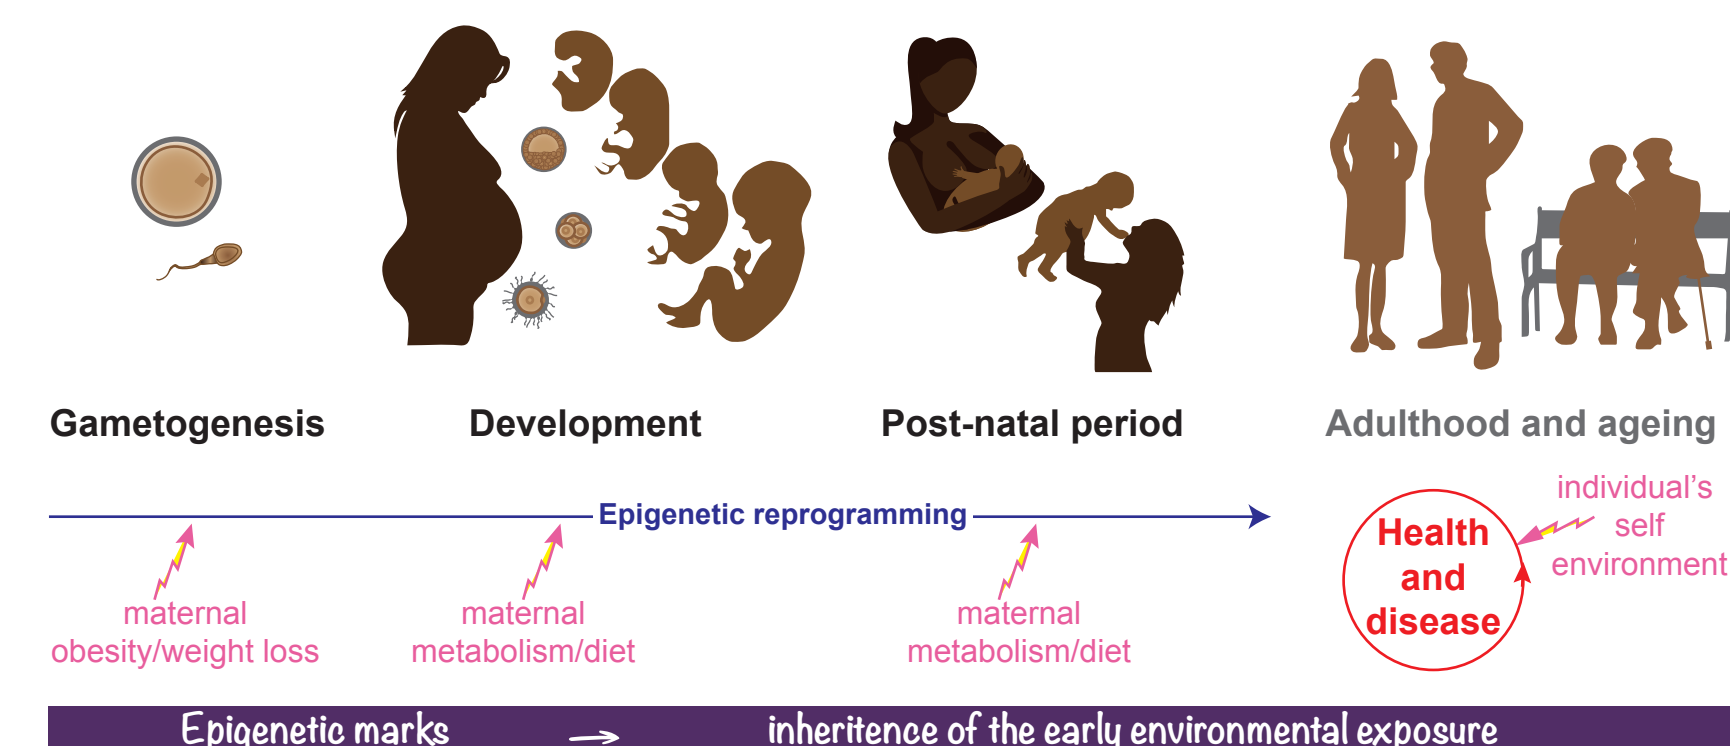 Gametogenesis
Development
Post-natal period
Adulthood and ageing
Epigenetic reprogramming
maternal
obesity/weight loss
maternal
metabolism/diet
maternal
metabolism/diet
Health
and
disease
individual's
self
environment
Epigenetic marks → inheritence of the early environmental exposure